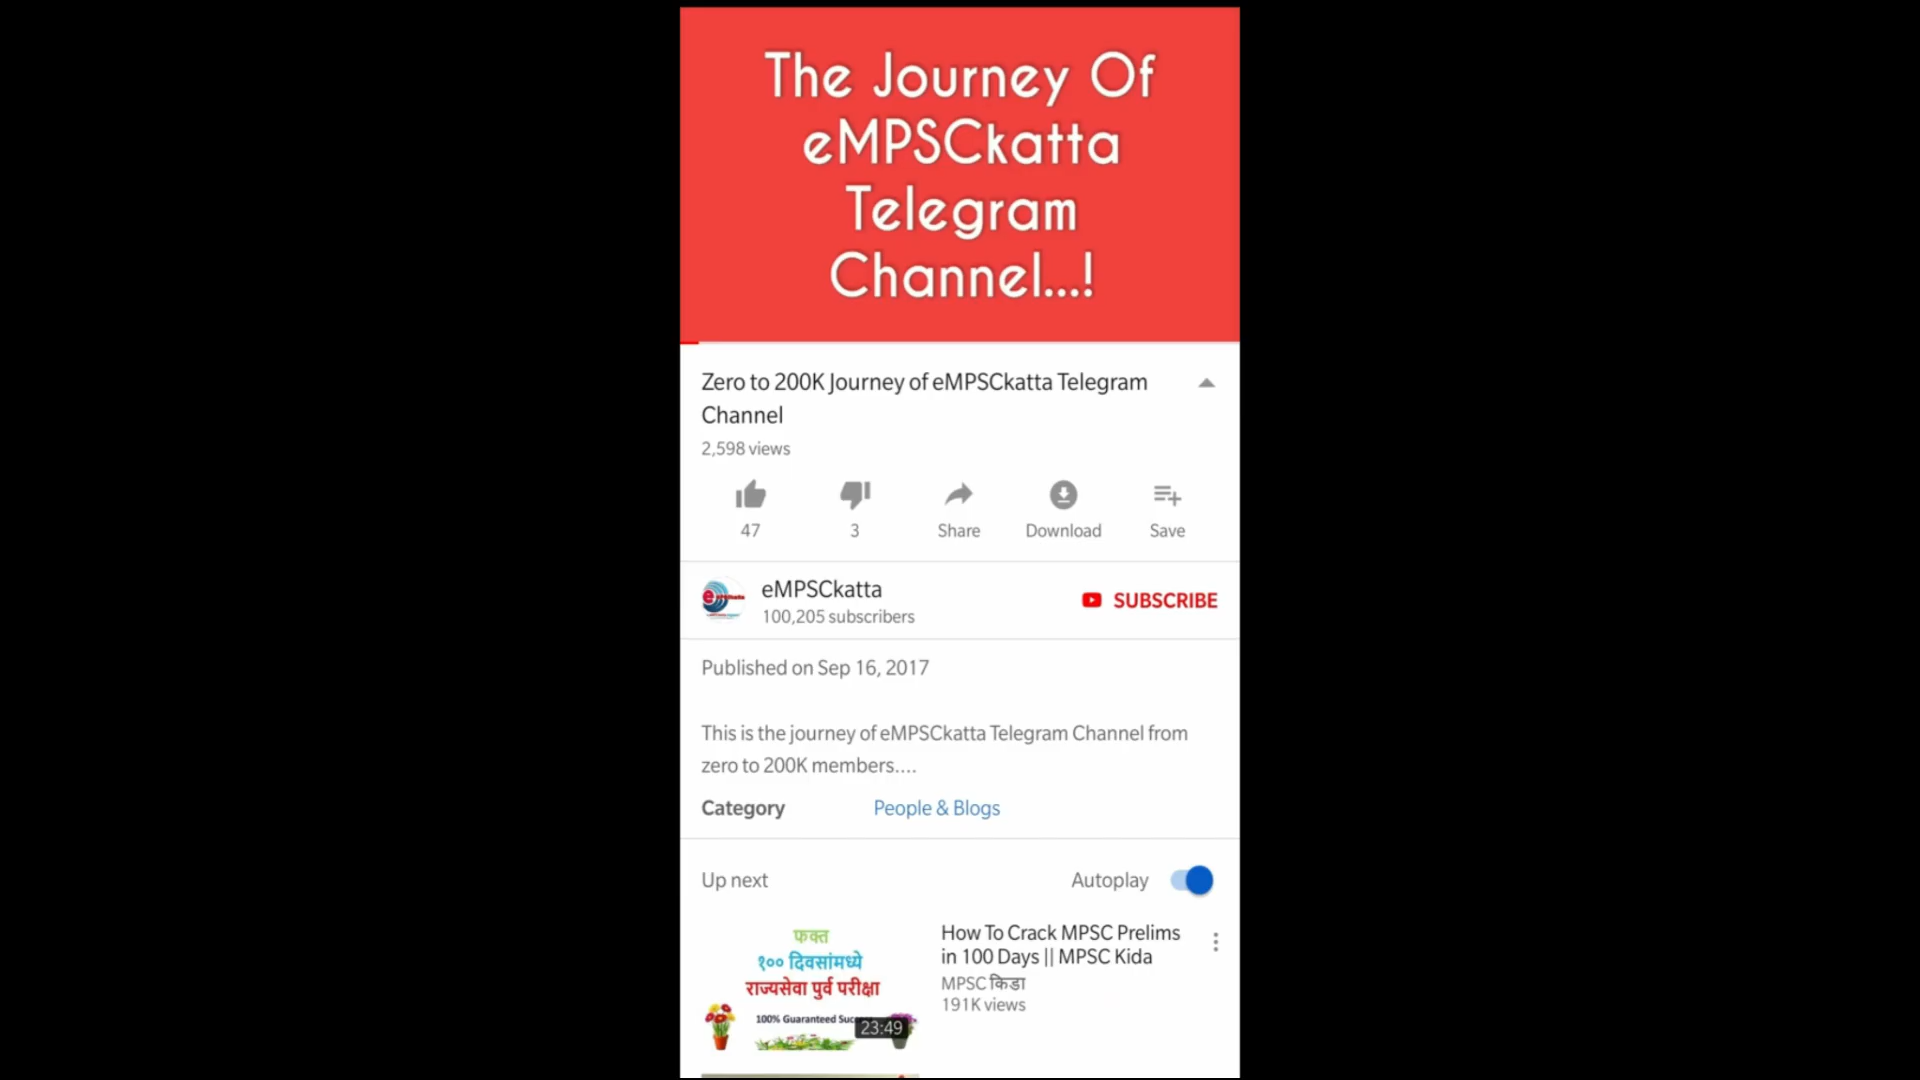 The Journey Of
eMPSCkatta
Telegram
Channel...!
Zero to 200K Journey of eMPSCkatta Telegram
Channel
2,598 views
47
3
Share
Download
Save
eMPSCkatta
100,205 subscribers
SUBSCRIBE
Published on Sep 16, 2017
This is the journey of eMPSCkatta Telegram Channel from
zero to 200K members....
Category
People & Blogs
Up next
Autoplay
फक्त
१०० दिवसांमध्ये
राज्यसेवा पुर्व परीक्षा
100% Guaranteed
23:49
How To Crack MPSC Prelims
in 100 Days || MPSC Kida
MPSC किडा
191K views